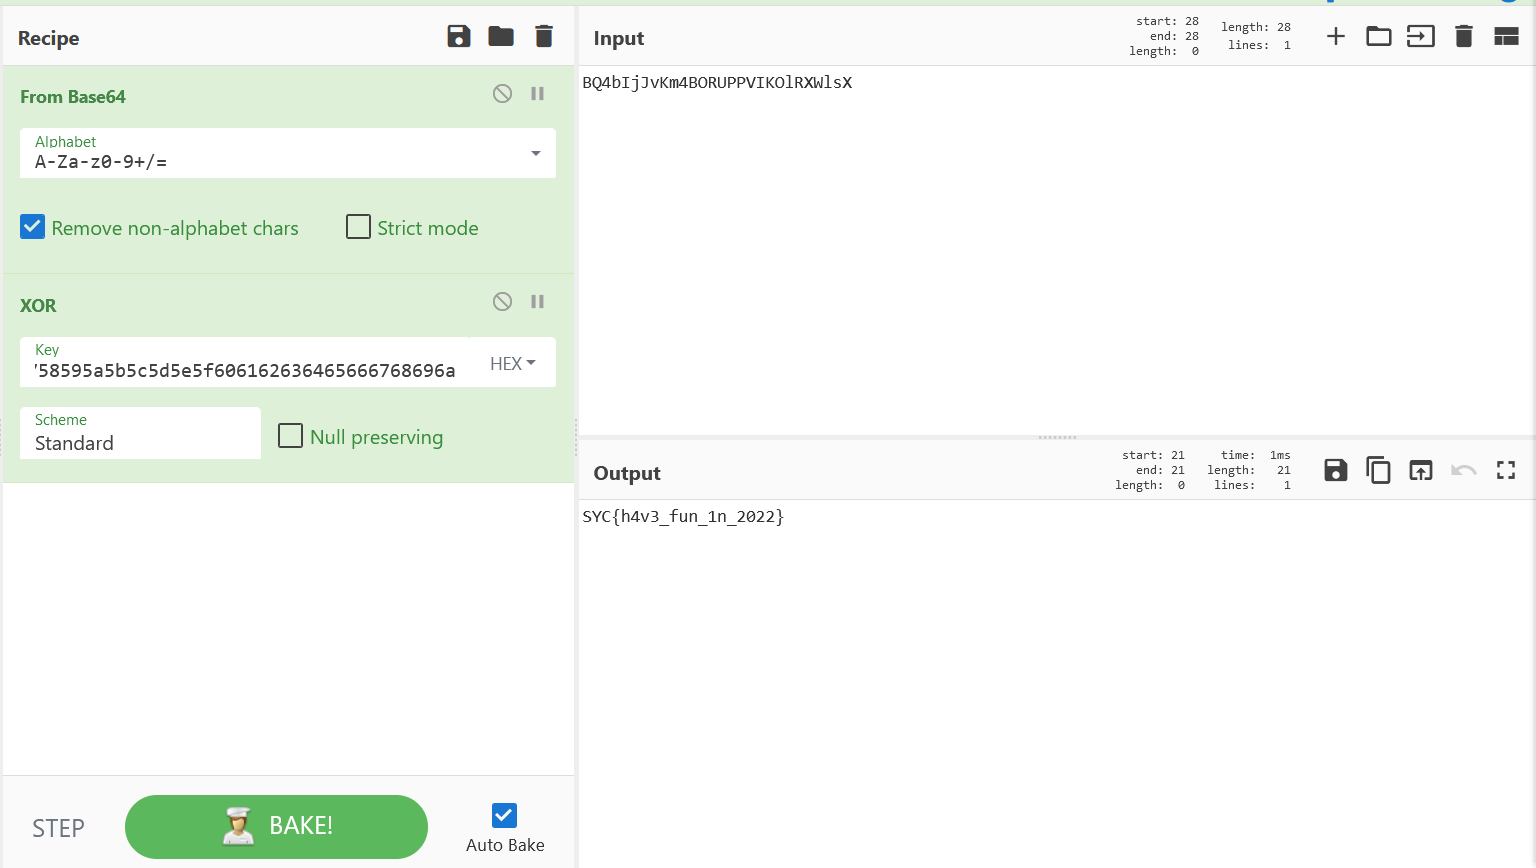 Recipe
From Base64
Alphabet
A-Za-z0-9+/=
Remove non-alphabet chars
Strict mode
XOR
Key
758595a5b5c5d5e5f606162636465666768696a
HEX
Scheme
Standard
Null preserving
STEP
BAKE!
Auto Bake
Input
start: 28
end: 28
length: 0
length: 28
lines: 1
BQ4bIjJvKm4BORUPPVIKOlRXWlsX
Output
start: 21
end: 21
length: 0
time: 1ms
length: 21
lines: 1
SYC{h4v3_fun_1n_2022}